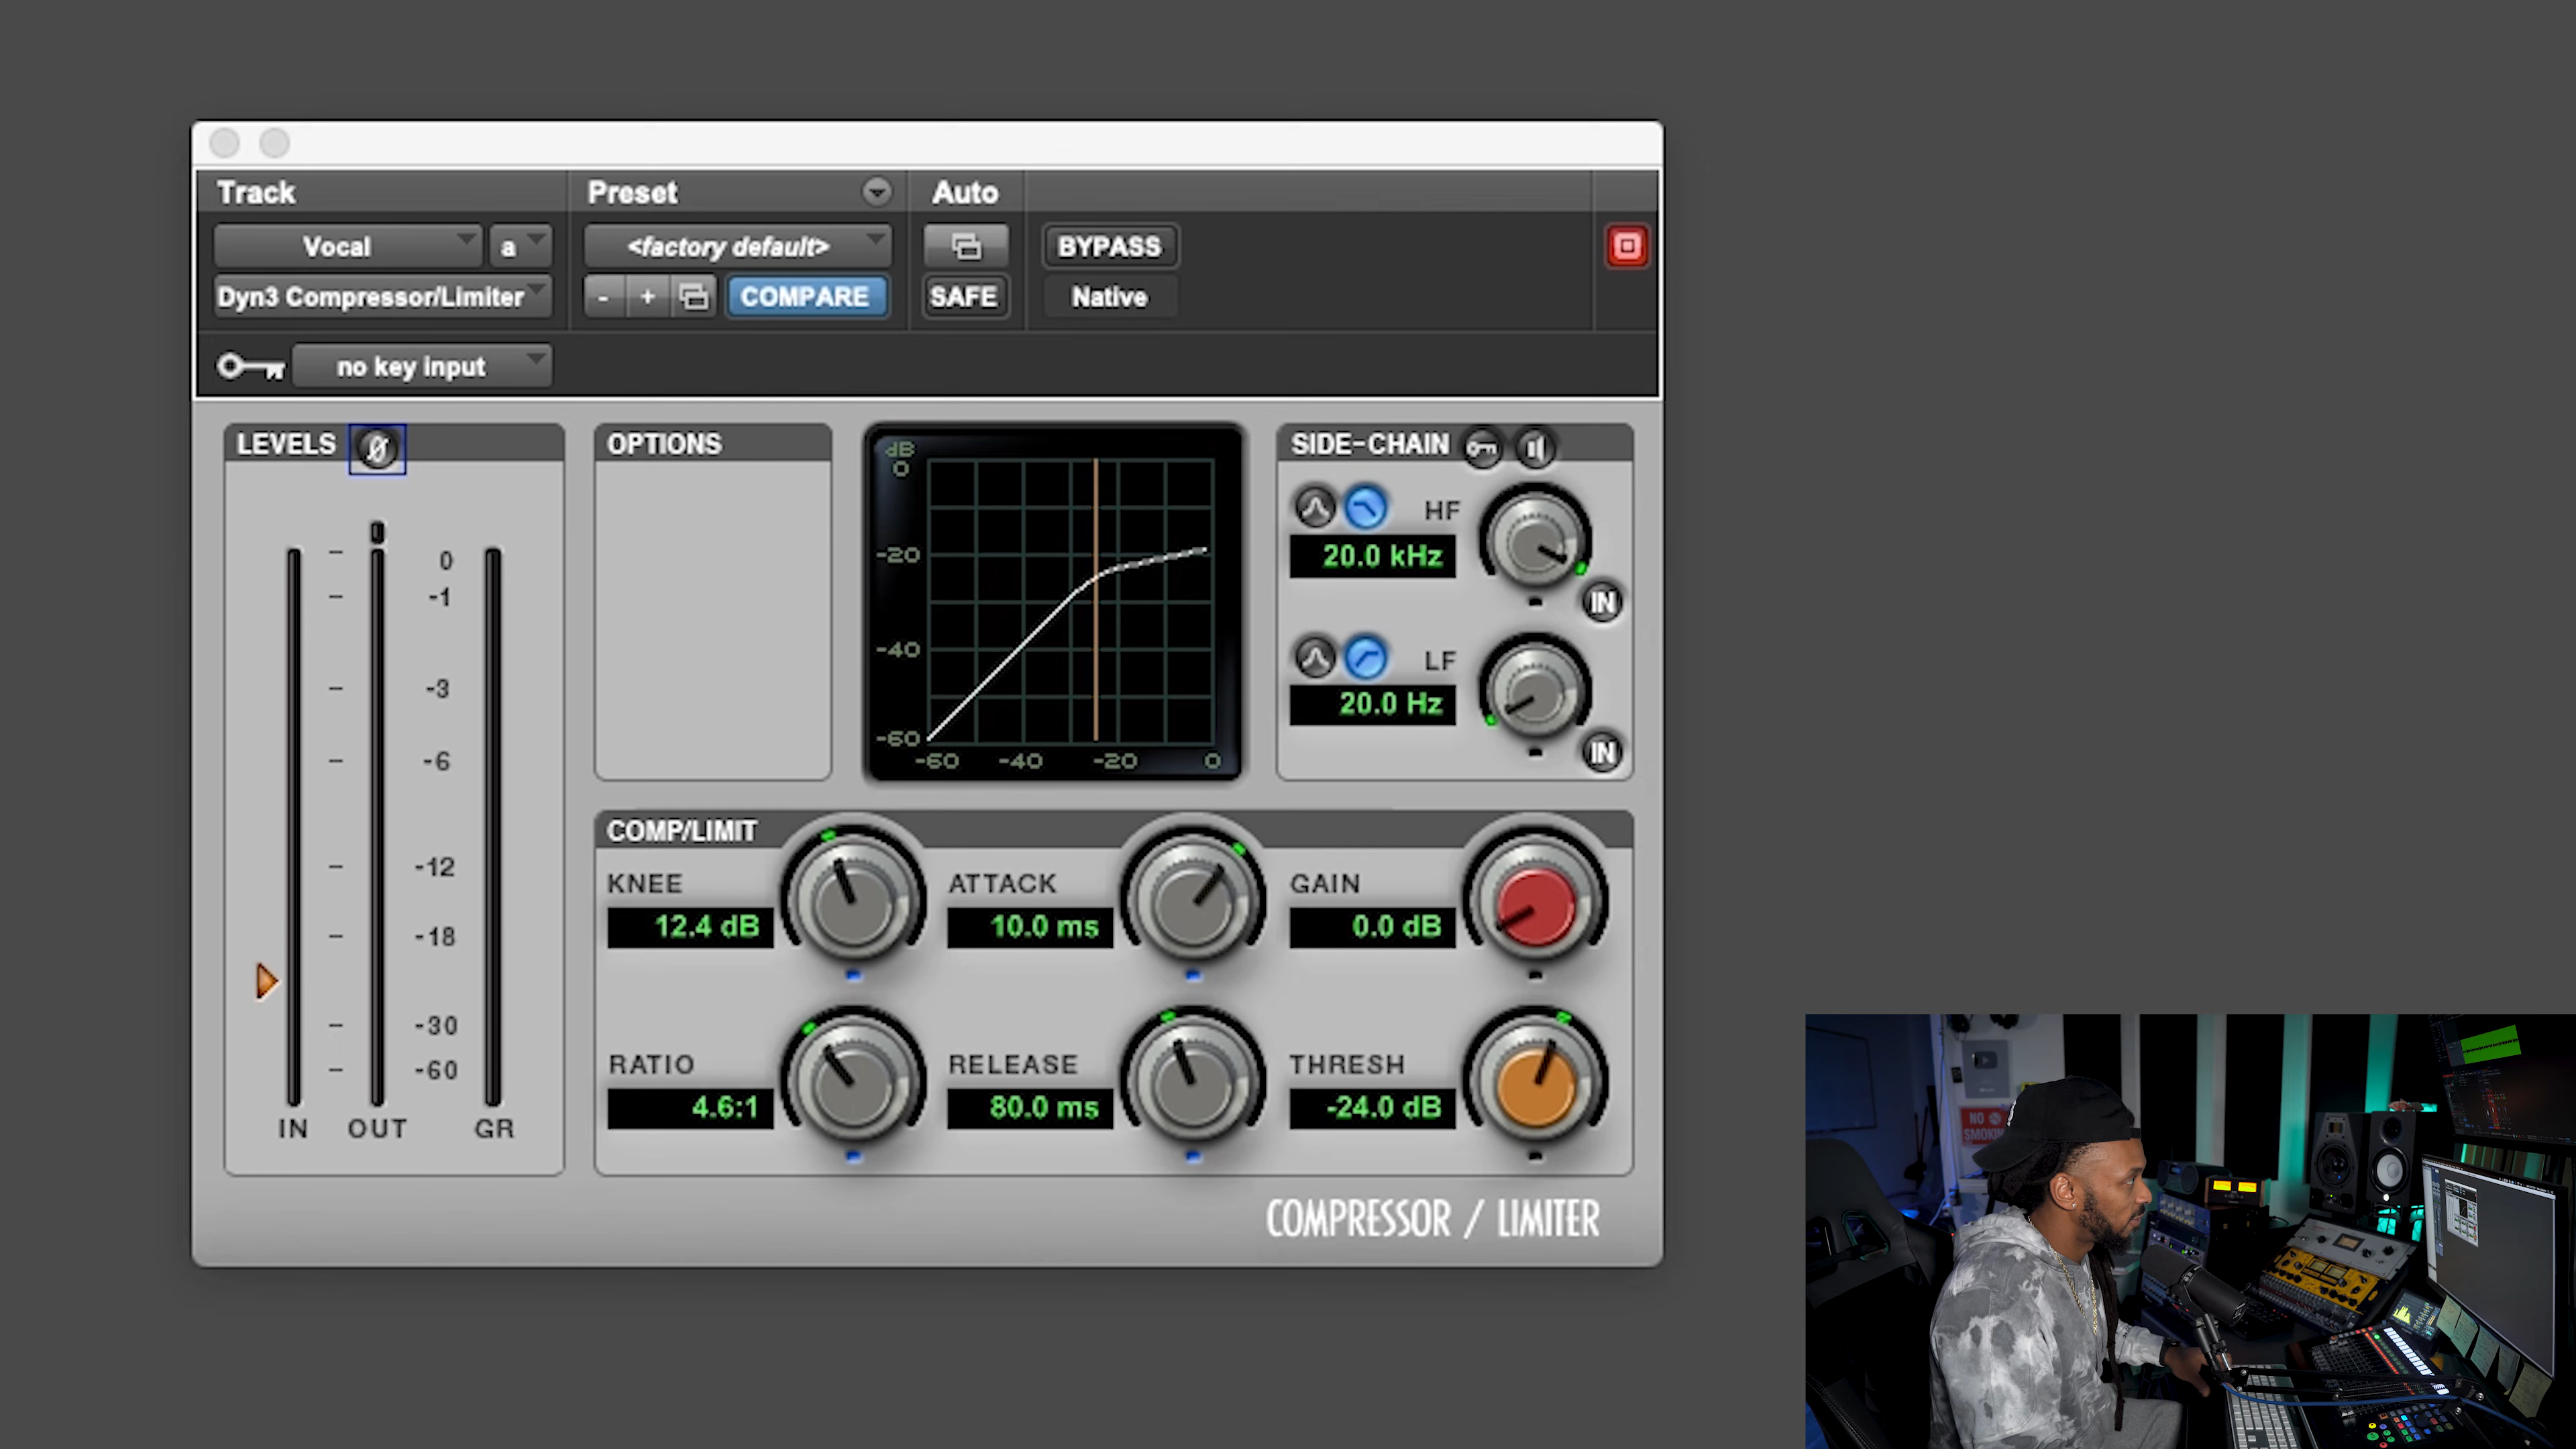 Track
Preset
Auto
Vocal
a
<factory default>
BYPASS
Dyn3 Compressor/Limiter
-
+
COMPARE
SAFE
Native
no key input
LEVELS
Ø
0
-1
-3
-6
-12
-18
-30
-60
IN
OUT
GR
OPTIONS
dB
0
-20
-40
-60
-60
-40
-20
0
SIDE-CHAIN
HF
20.0 kHz
IN
LF
20.0 Hz
IN
COMP/LIMIT
KNEE
12.4 dB
ATTACK
10.0 ms
GAIN
0.0 dB
RATIO
4.6:1
RELEASE
80.0 ms
THRESH
-24.0 dB
COMPRESSOR / LIMITER
NO
SMOKIN